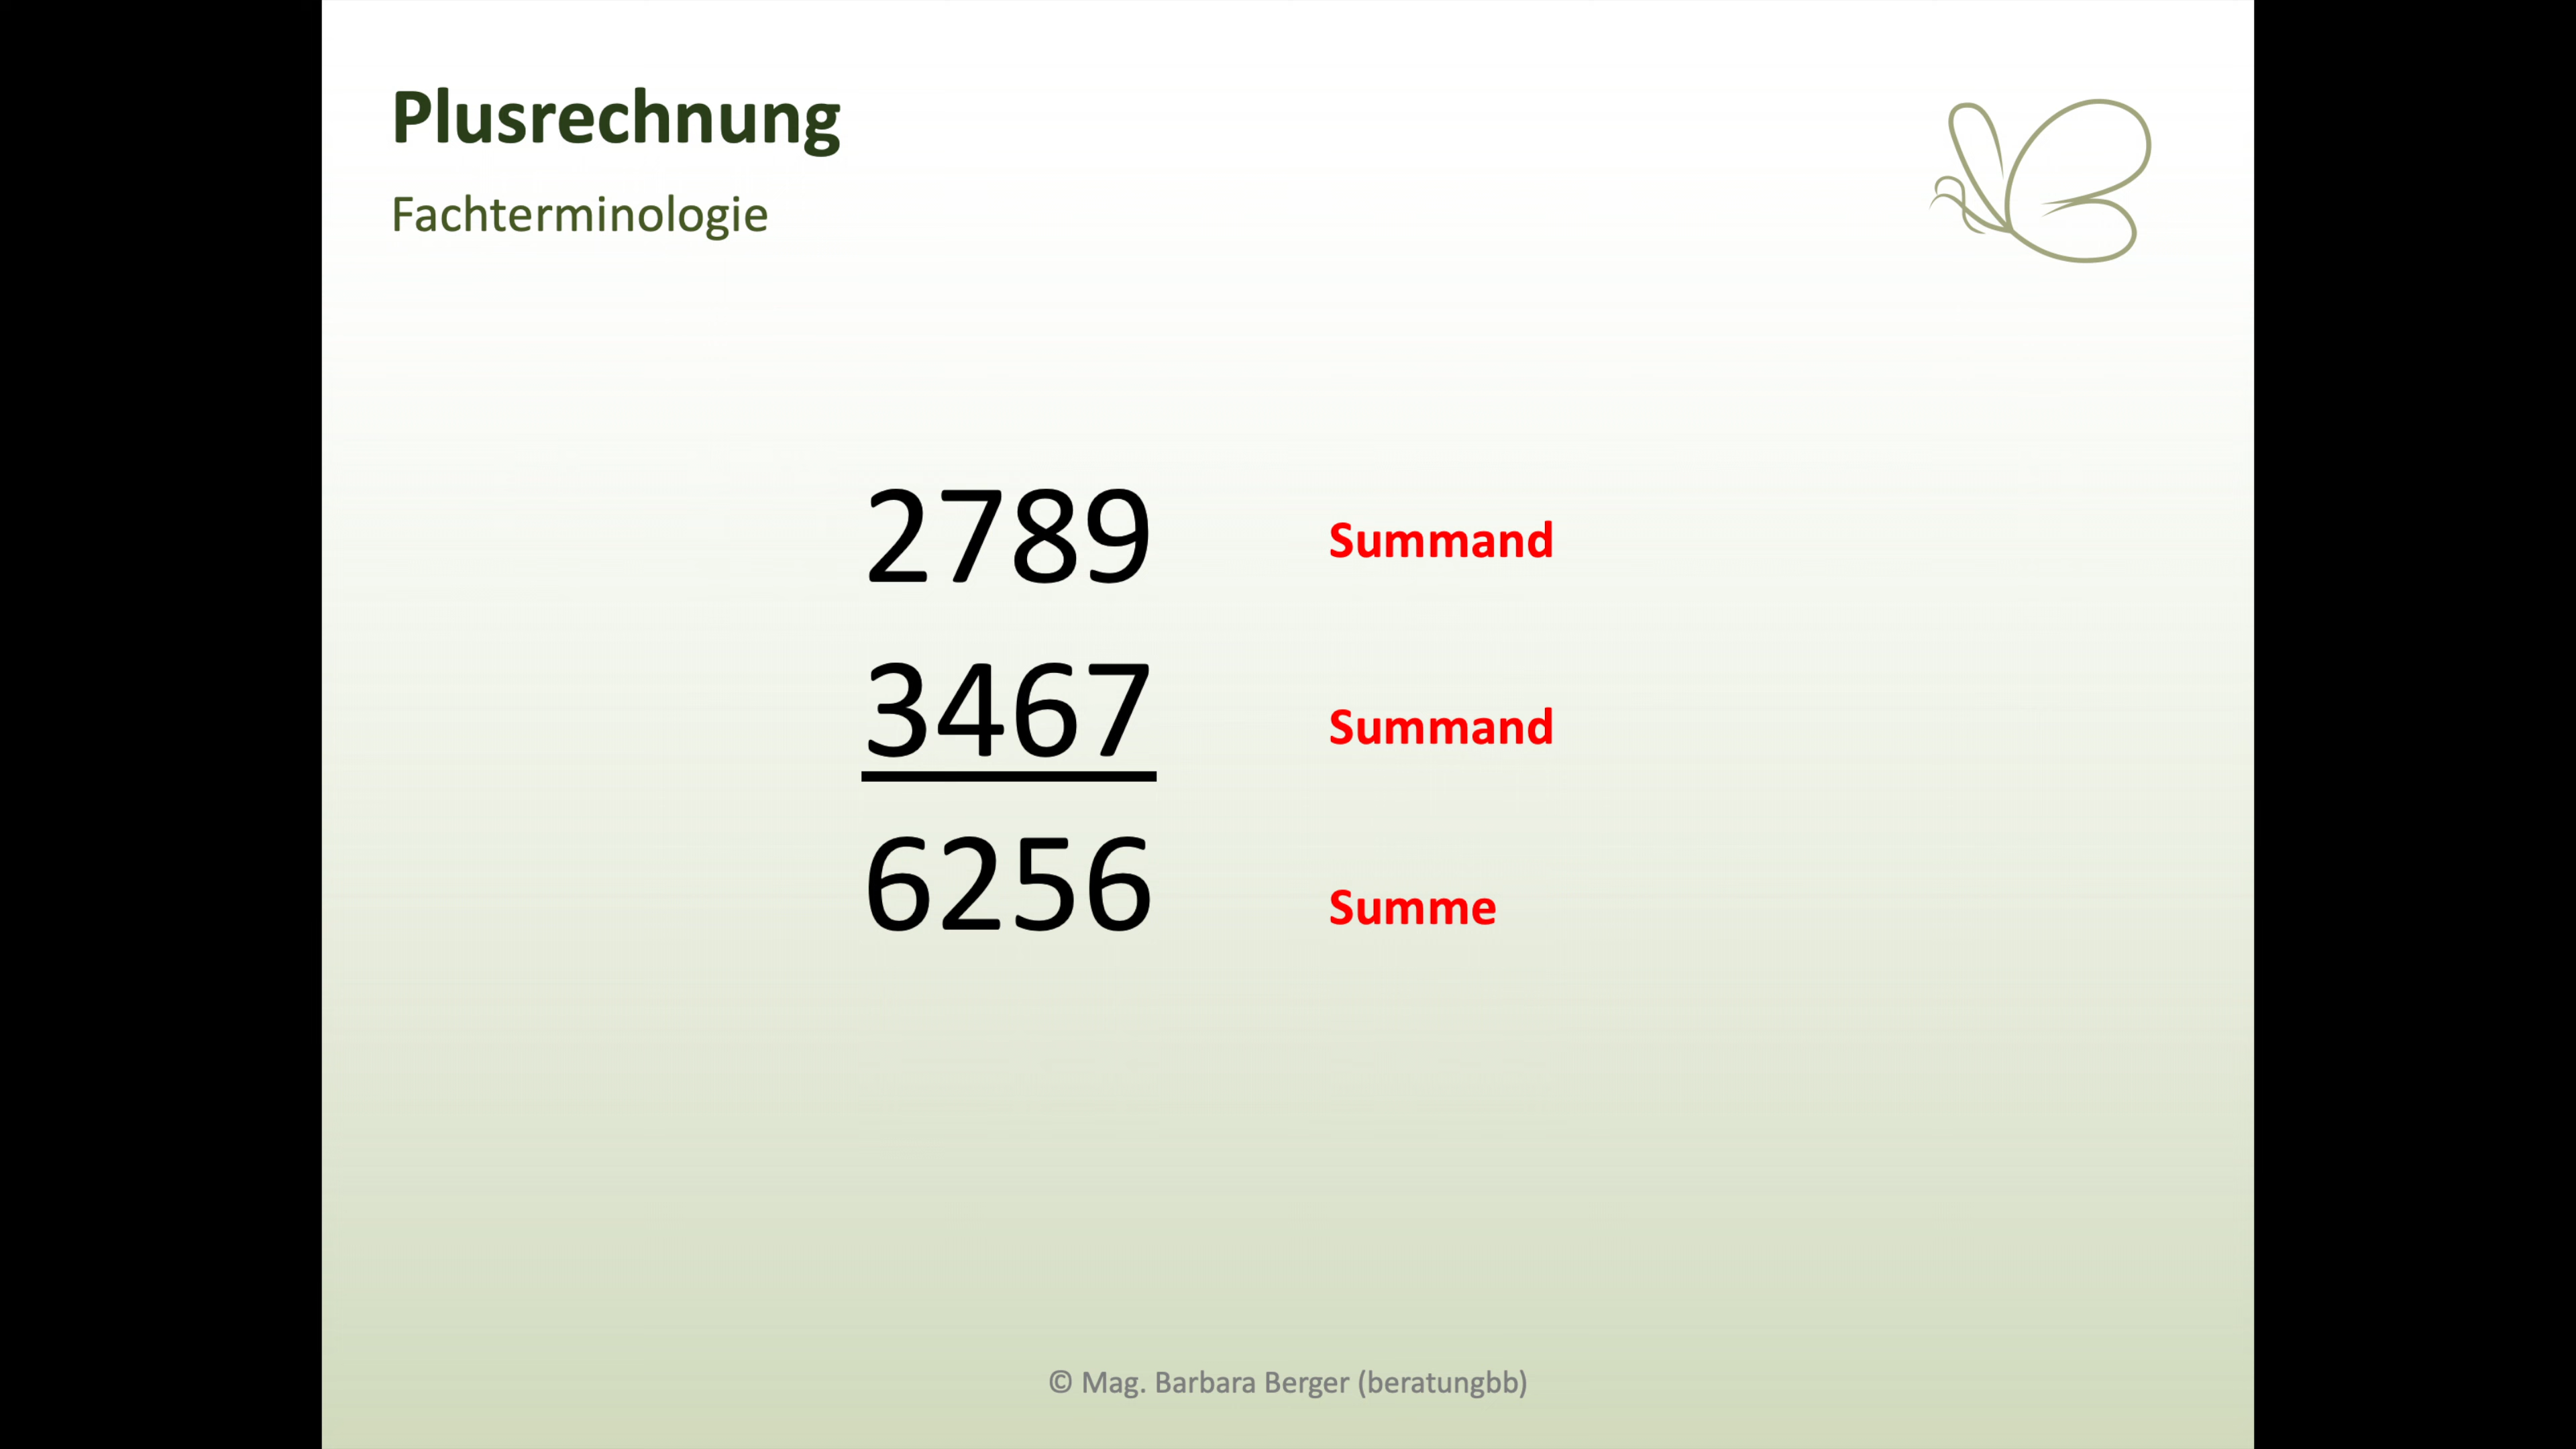 Plusrechnung
Fachterminologie
2789 Summand
3467 Summand
6256 Summe
© Mag. Barbara Berger (beratungbb)